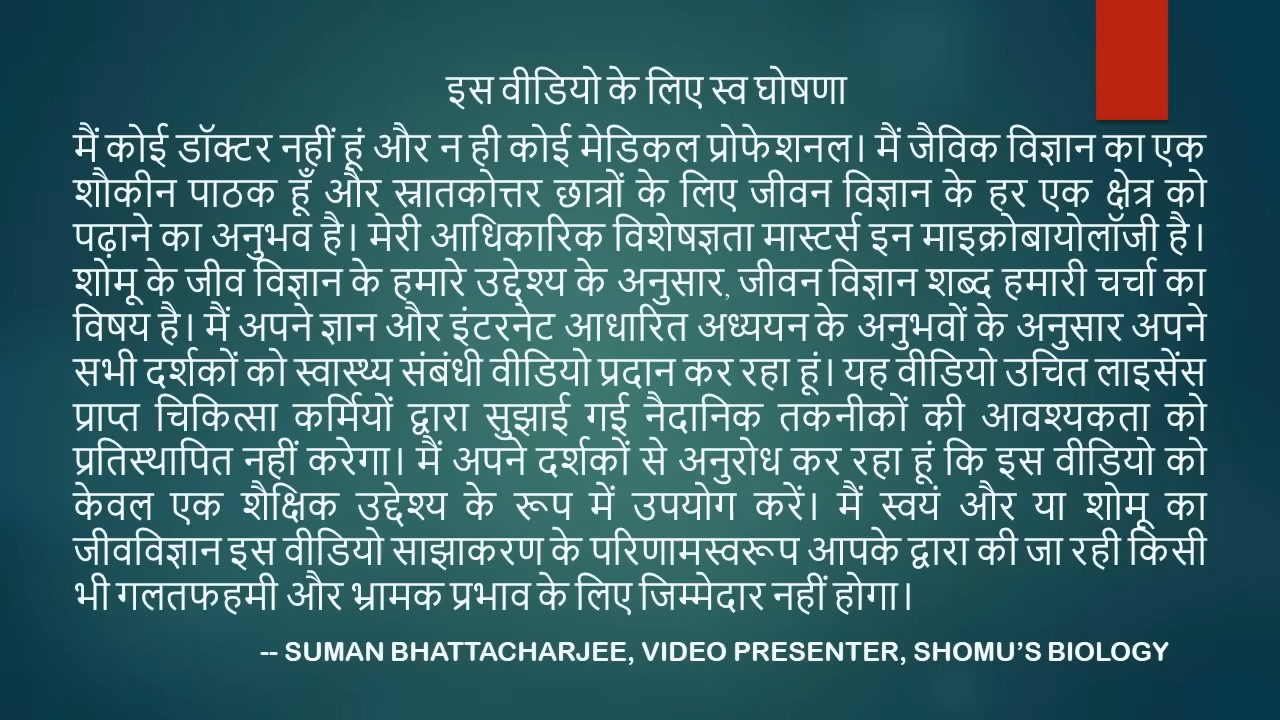 इस वीडियो के लिए स्व घोषणा
मैं कोई डॉक्टर नहीं हूं और न ही कोई मेडिकल प्रोफेशनल। मैं जैविक विज्ञान का एक
शौकीन पाठक हूँ और स्नातकोत्तर छात्रों के लिए जीवन विज्ञान के हर एक क्षेत्र को
पढ़ाने का अनुभव है। मेरी आधिकारिक विशेषज्ञता मास्टर्स इन माइक्रोबायोलॉजी है।
शोमू के जीव विज्ञान के हमारे उद्देश्य के अनुसार, जीवन विज्ञान शब्द हमारी चर्चा का
विषय है। मैं अपने ज्ञान और इंटरनेट आधारित अध्ययन के अनुभवों के अनुसार अपने
सभी दर्शकों को स्वास्थ्य संबंधी वीडियो प्रदान कर रहा हूं। यह वीडियो उचित लाइसेंस
प्राप्त चिकित्सा कर्मियों द्वारा सुझाई गई नैदानिक तकनीकों की आवश्यकता को
प्रतिस्थापित नहीं करेगा। मैं अपने दर्शकों से अनुरोध कर रहा हूं कि इस वीडियो को
केवल एक शैक्षिक उद्देश्य के रूप में उपयोग करें। मैं स्वयं और या शोमू का
जीवविज्ञान इस वीडियो साझाकरण के परिणामस्वरूप आपके द्वारा की जा रही किसी
भी गलतफहमी और भ्रामक प्रभाव के लिए जिम्मेदार नहीं होगा।
-- SUMAN BHATTACHARJEE, VIDEO PRESENTER, SHOMU’S BIOLOGY